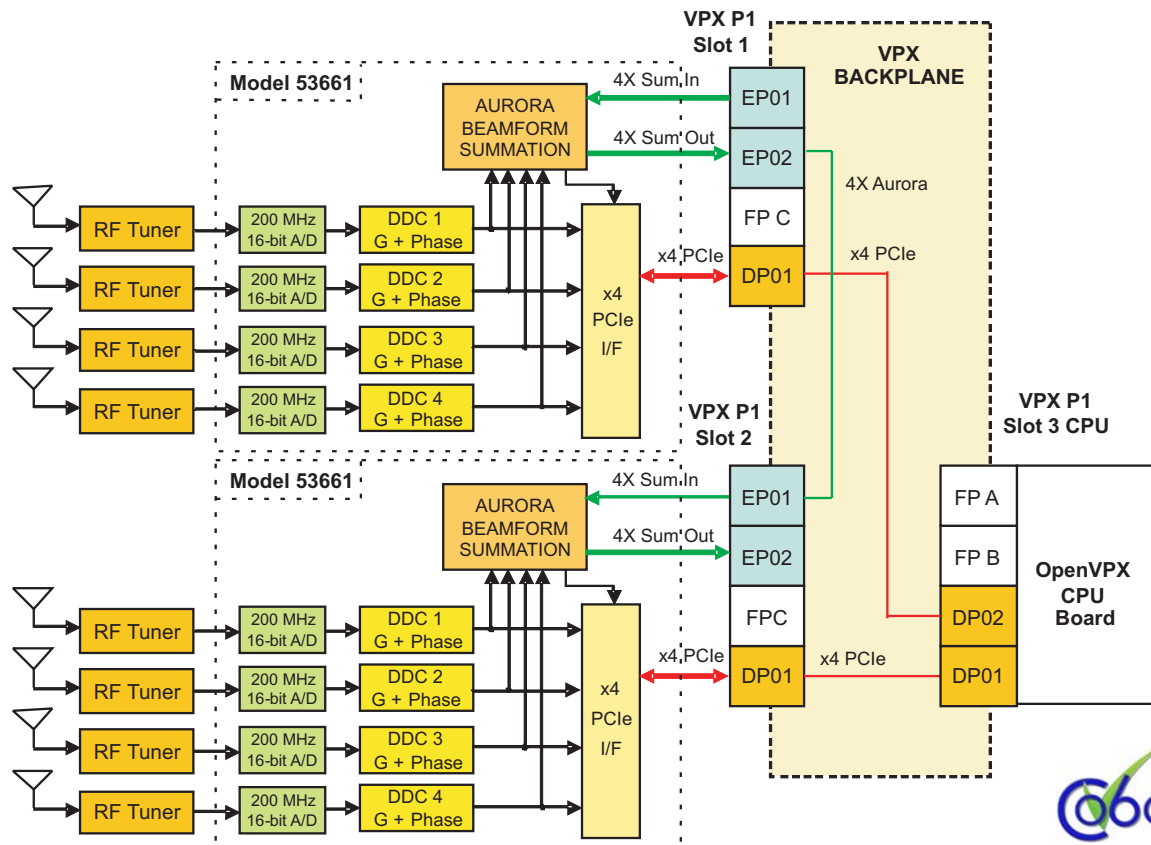 VPX P1
Slot 1
VPX
BACKPLANE
Model 53661
AURORA
BEAMFORM
SUMMATION
4X Sum In
4X Sum Out
EP01
EP02
FP C
DP01
4X Aurora
x4 PCIe
x4 PCIe
RF Tuner
200 MHz
16-bit A/D
DDC 1
G + Phase
RF Tuner
200 MHz
16-bit A/D
DDC 2
G + Phase
RF Tuner
200 MHz
16-bit A/D
DDC 3
G + Phase
RF Tuner
200 MHz
16-bit A/D
DDC 4
G + Phase
x4
PCIe
I/F
VPX P1
Slot 2
VPX P1
Slot 3 CPU
Model 53661
AURORA
BEAMFORM
SUMMATION
4X Sum In
4X Sum Out
EP01
EP02
FPC
DP01
x4 PCIe
x4 PCIe
FP A
FP B
DP02
DP01
OpenVPX
CPU
Board
RF Tuner
200 MHz
16-bit A/D
DDC 1
G + Phase
RF Tuner
200 MHz
16-bit A/D
DDC 2
G + Phase
RF Tuner
200 MHz
16-bit A/D
DDC 3
G + Phase
RF Tuner
200 MHz
16-bit A/D
DDC 4
G + Phase
x4
PCIe
I/F